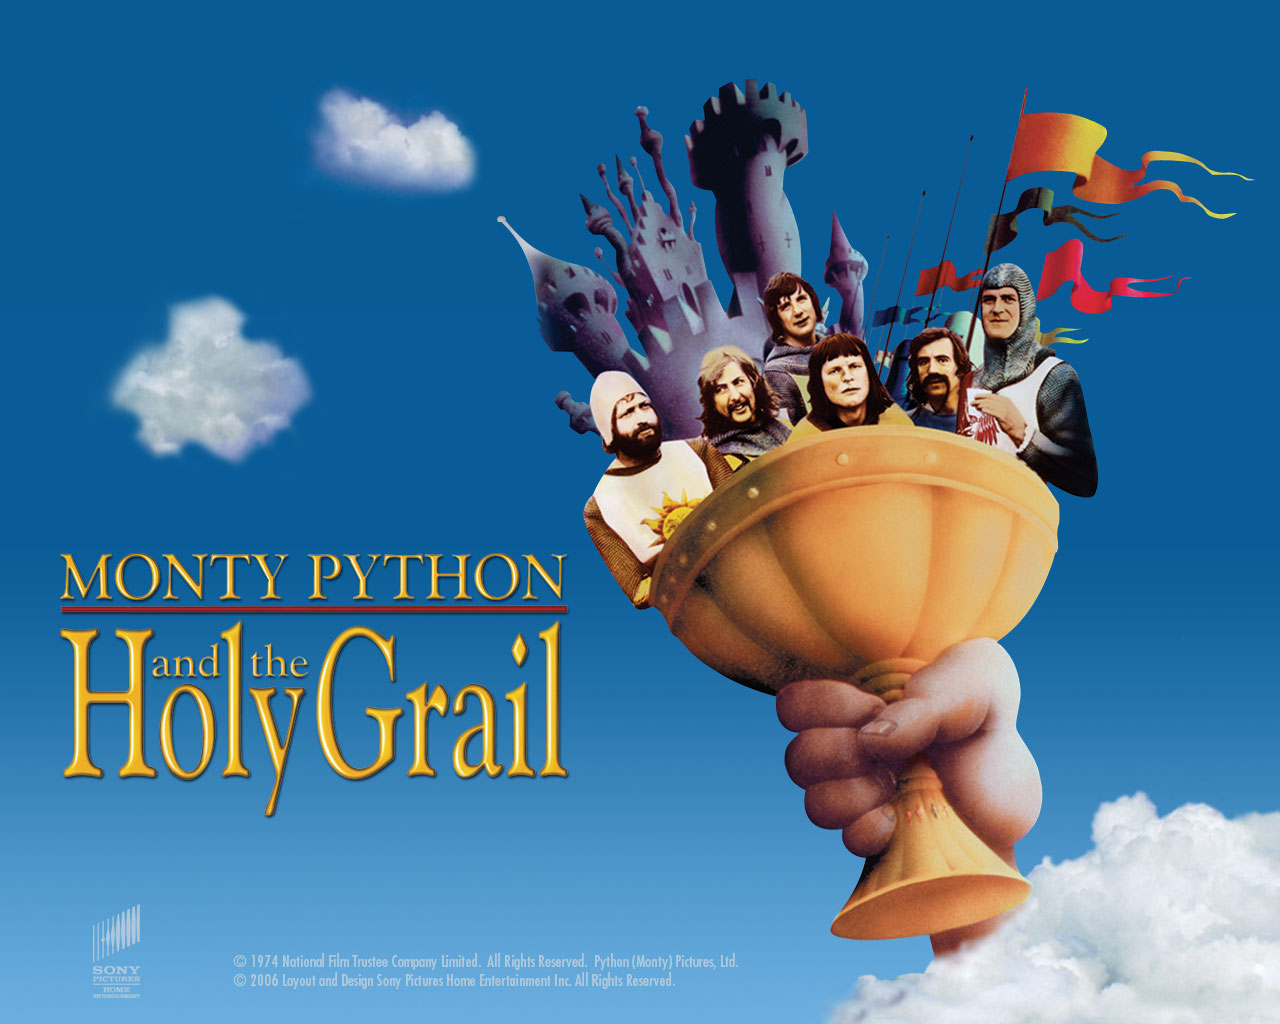 MONTY PYTHON
and the
Holy Grail
SONY
PICTURES
HOME
ENTERTAINMENT
© 1974 National Film Trustee Company Limited. All Rights Reserved. Python (Monty) Pictures, Ltd.
© 2006 Layout and Design Sony Pictures Home Entertainment Inc. All Rights Reserved.